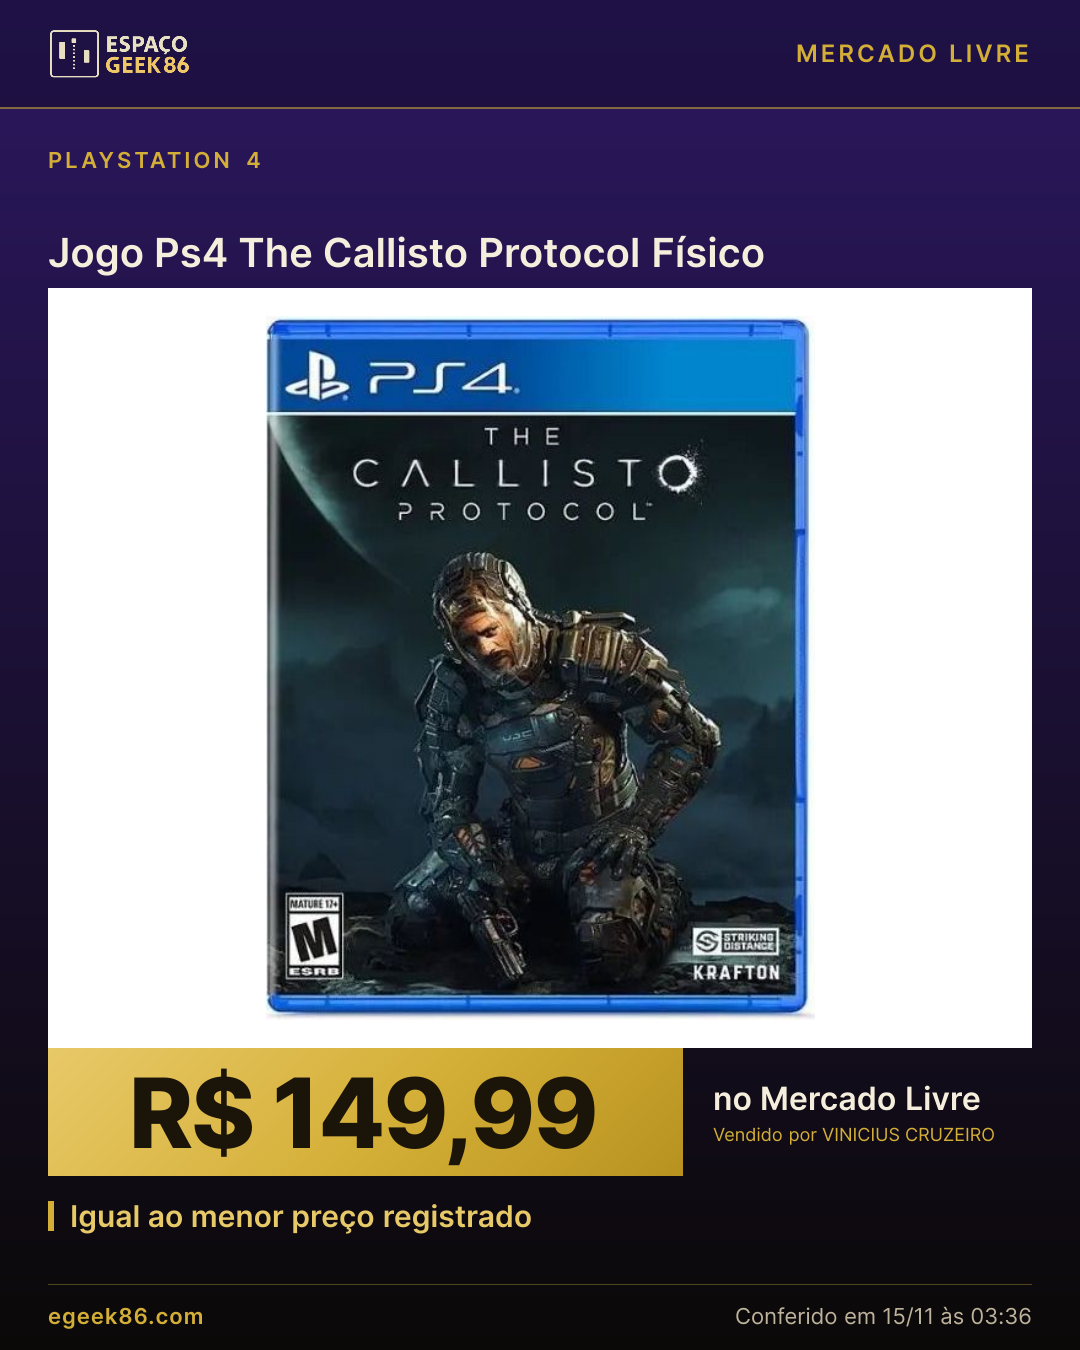 ESPAÇO
GEEK86
MERCADO LIVRE
PLAYSTATION 4
Jogo Ps4 The Callisto Protocol Físico
PS4
THE
CALLISTO
PROTOCOL™
MATURE 17+
M
ESRB
STRIKING
DISTANCE
KRAFTON
R$ 149,99
no Mercado Livre
Vendido por VINICIUS CRUZEIRO
Igual ao menor preço registrado
egeek86.com
Conferido em 15/11 às 03:36